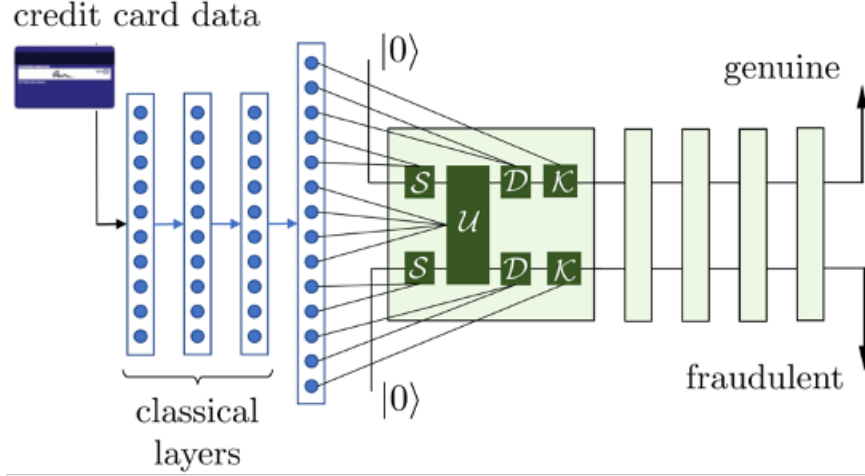 credit card data
|0⟩
genuine
S
D
K
U
S
D
K
fraudulent
|0⟩
classical
layers